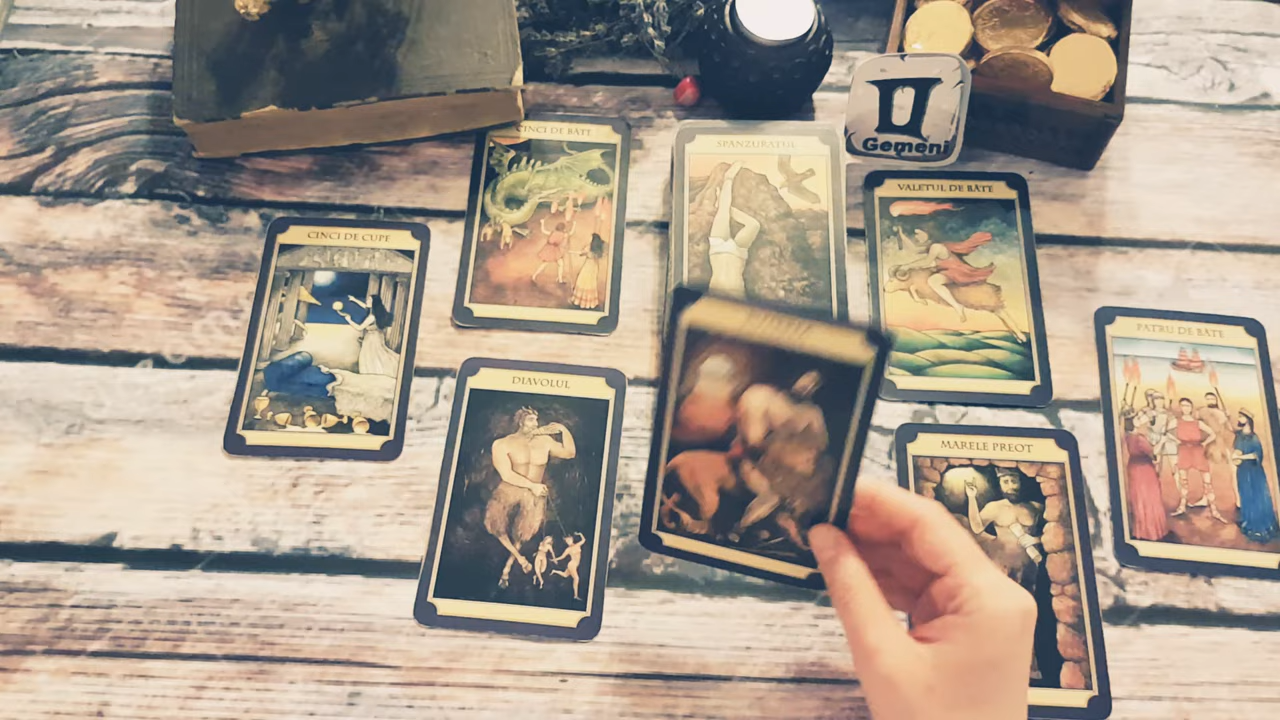 CINCI DE BÂTE
SPÂNZURATUL
Gemeni
VALETUL DE BÂTE
CINCI DE CUPE
PATRU DE BÂTE
DIAVOLUL
MARELE PREOT